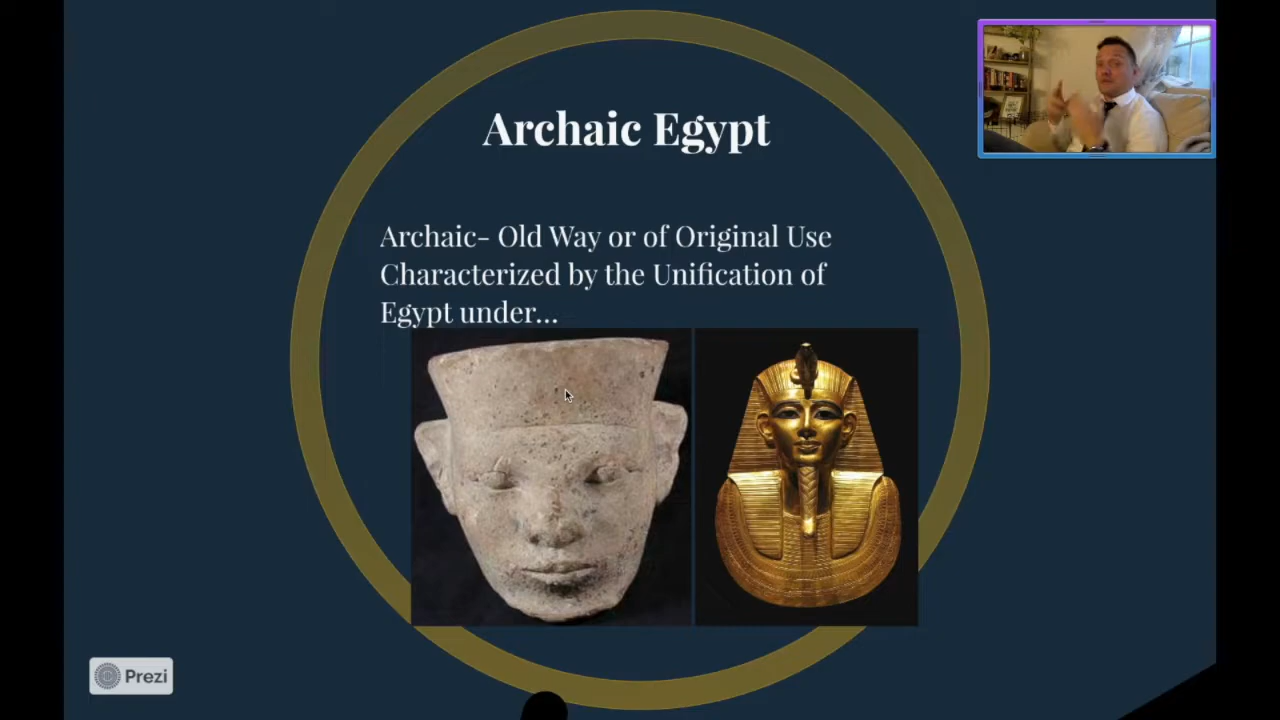 Archaic Egypt
Archaic- Old Way or of Original Use
Characterized by the Unification of
Egypt under...
Prezi